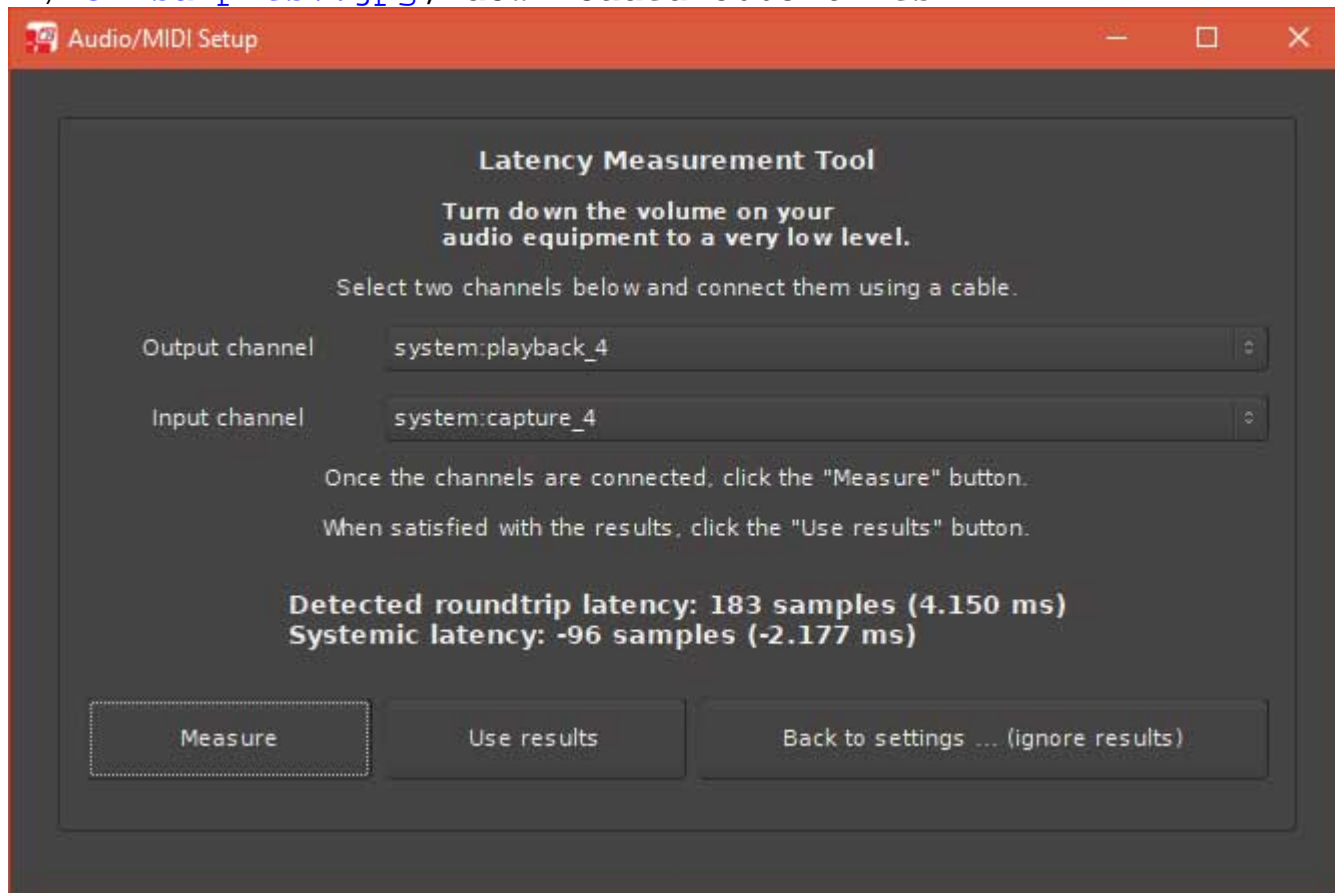 Audio/MIDI Setup
Latency Measurement Tool
Turn down the volume on your
audio equipment to a very low level.
Select two channels below and connect them using a cable.
Output channel system:playback_4
Input channel system:capture_4
Once the channels are connected, click the "Measure" button.
When satisfied with the results, click the "Use results" button.
Detected roundtrip latency: 183 samples (4.150 ms)
Systemic latency: -96 samples (-2.177 ms)
Measure Use results Back to settings ... (ignore results)